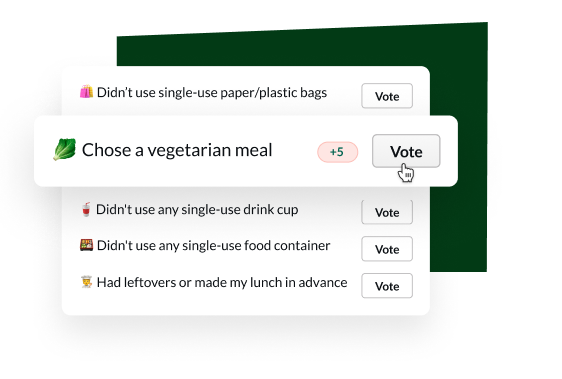 Didn't use single-use paper/plastic bags Vote
Chose a vegetarian meal +5 Vote
Didn't use any single-use drink cup Vote
Didn't use any single-use food container Vote
Had leftovers or made my lunch in advance Vote